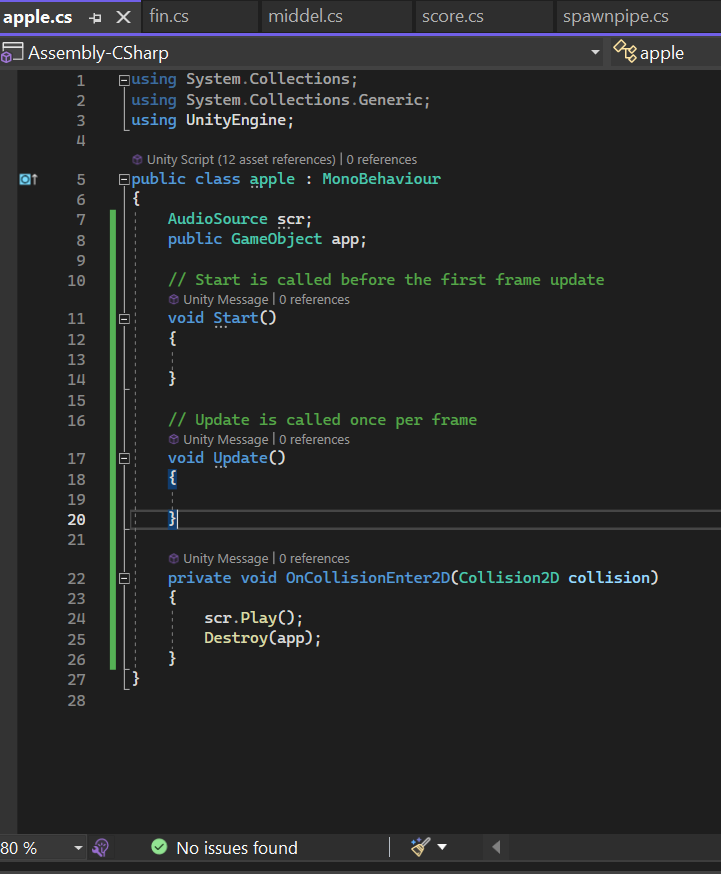 apple.cs
fin.cs
middel.cs
score.cs
spawnpipe.cs
Assembly-CSharp
apple
1 using System.Collections;
2 using System.Collections.Generic;
3 using UnityEngine;
4
Unity Script (12 asset references) | 0 references
5 public class apple : MonoBehaviour
6 {
7 AudioSource scr;
8 public GameObject app;
9
10 // Start is called before the first frame update
Unity Message | 0 references
11 void Start()
12 {
13
14 }
15
16 // Update is called once per frame
Unity Message | 0 references
17 void Update()
18 {
19
20 }
21
Unity Message | 0 references
22 private void OnCollisionEnter2D(Collision2D collision)
23 {
24 scr.Play();
25 Destroy(app);
26 }
27 }
28
80 %
No issues found